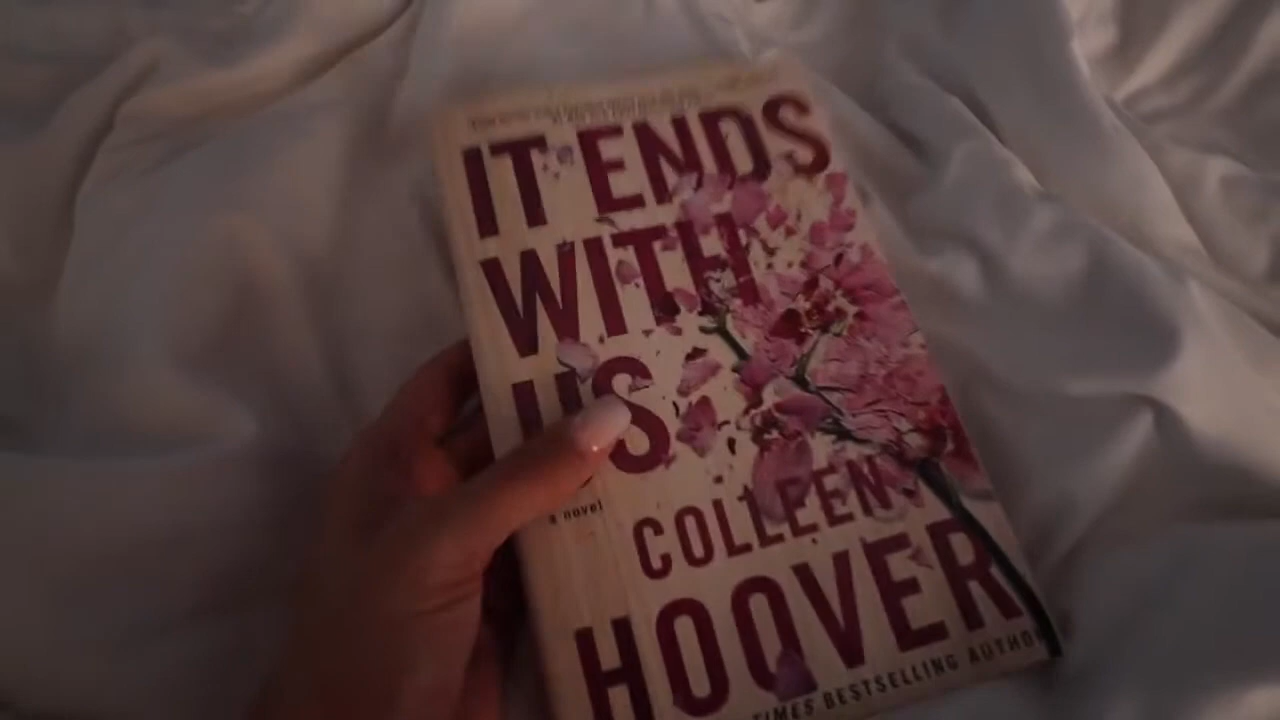 IT ENDS
WITH
US
a novel
COLLEEN
HOOVER
TIMES BESTSELLING AUTHOR